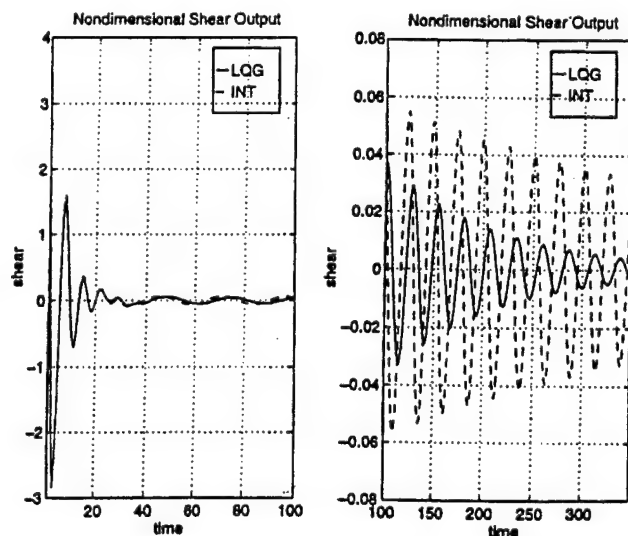 Nondimensional Shear Output
4
3
2
1
0
-1
-2
-3
shear
LQG
INT
20
40
60
80
100
time
Nondimensional Shear Output
0.08
0.06
0.04
0.02
0
-0.02
-0.04
-0.06
-0.08
shear
LQG
INT
100
150
200
250
300
time